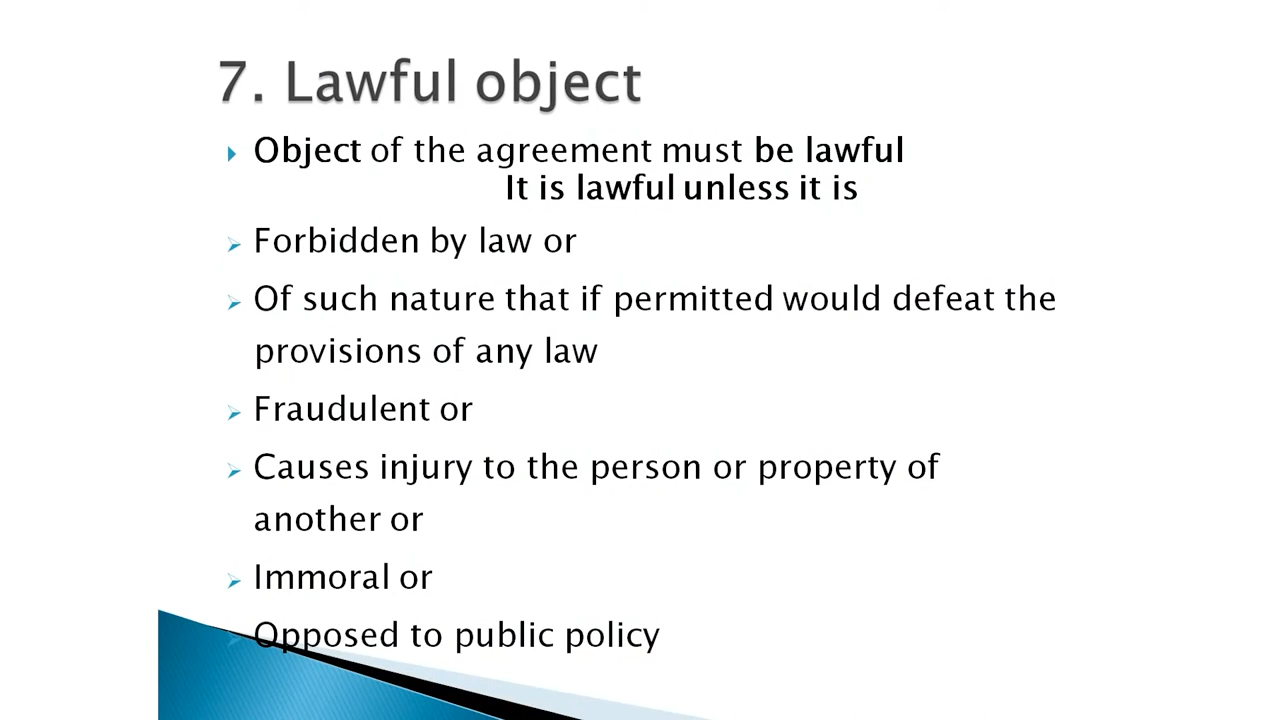 7. Lawful object
Object of the agreement must be lawful
It is lawful unless it is
Forbidden by law or
Of such nature that if permitted would defeat the
provisions of any law
Fraudulent or
Causes injury to the person or property of
another or
Immoral or
Opposed to public policy